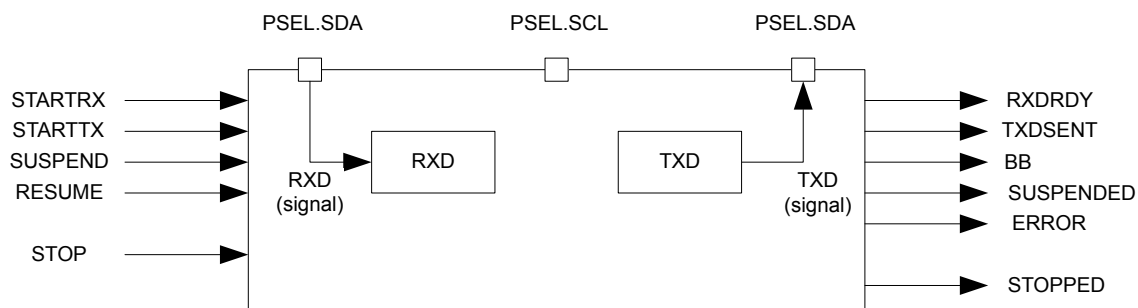 PSEL.SDA
PSEL.SCL
PSEL.SDA
STARTRX
STARTTX
SUSPEND
RESUME
STOP
RXD
RXD
(signal)
TXD
TXD
(signal)
RXDRDY
TXDSENT
BB
SUSPENDED
ERROR
STOPPED